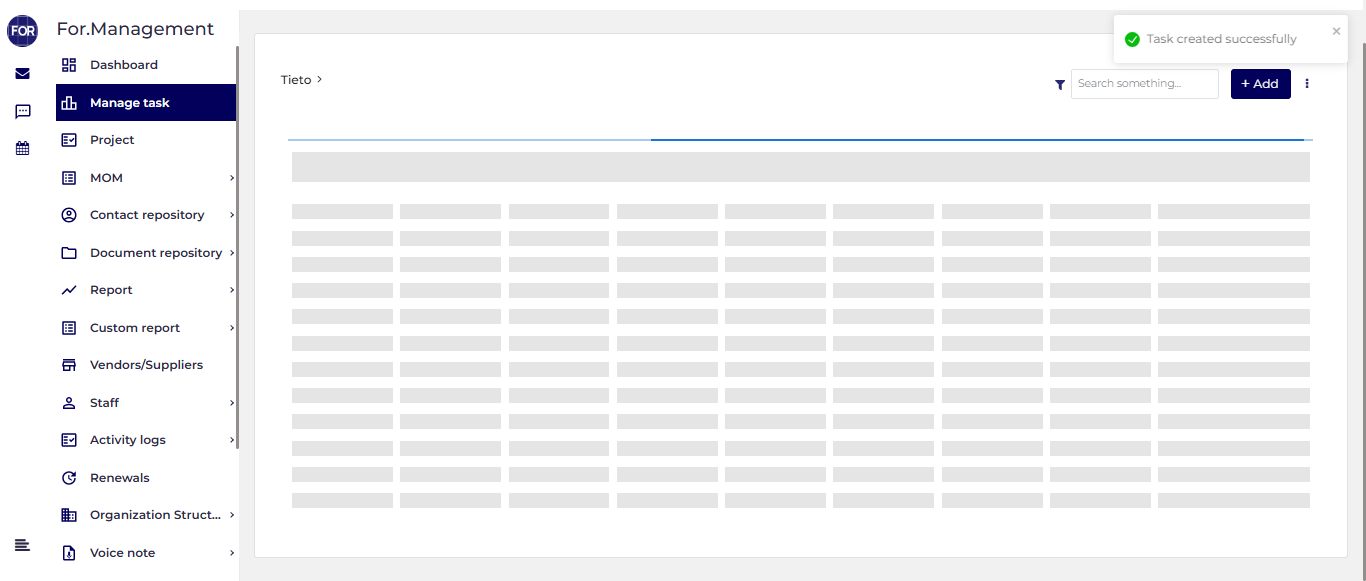 FOR
For.Management
Dashboard
Manage task
Project
MOM
Contact repository
Document repository
Report
Custom report
Vendors/Suppliers
Staff
Activity logs
Renewals
Organization Struct...
Voice note
Tieto >
Search something...
+ Add
Task created successfully